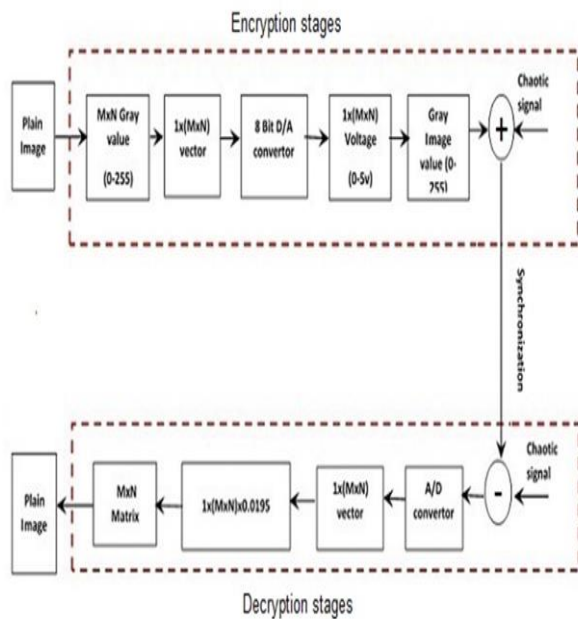 Encryption stages
Plain
Image
MxN Gray
value
(0-255)
1x(MxN)
vector
8 Bit D/A
convertor
1x(MxN)
Voltage
(0-5v)
Gray
Image
value (0-
255)
+
Chaotic
signal
Synchronization
Plain
Image
MxN
Matrix
1x(MxN)x0.0195
1x(MxN)
vector
A/D
convertor
-
Chaotic
signal
Decryption stages